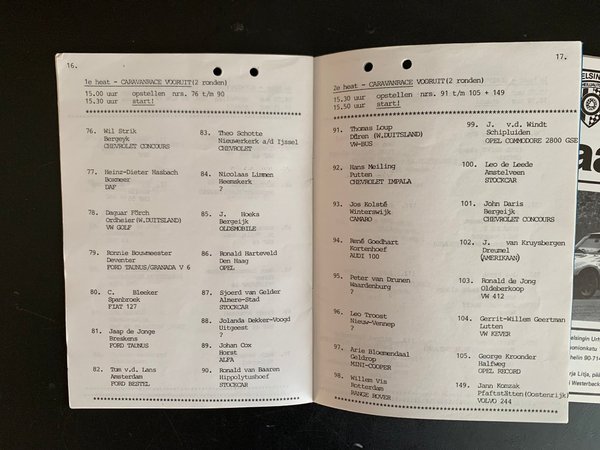 16.
1e heat - CARAVANRACE VOORUIT(2 ronden)
15.00 uur opstellen nrs. 76 t/m 90
15.30 uur start!
76. Wil Strik
Bergeyk
CHEVROLET CONCOURS
77. Heinz-Dieter Hasbach
Boxmeer
DAF
78. Dagmar Förch
Ordheier(W.DUITSLAND)
VW GOLF
79. Ronnie Bousmeester
Deventer
FORD TAUNUS/GRANADA V 6
80. C. Bleeker
Spanbroek
FIAT 127
81. Jaap de Jonge
Breskens
FORD TAUNUS
82. Tum v.d. Lans
Amsterdam
FORD BESTEL
83. Theo Schotte
Nieuwerkerk a/d Ijssel
CHEVROLET
84. Nicolaas Limmen
Heemskerk
?
85. J. Hoeks
Bergeijk
OLDSMOBILE
86. Ronald Harteveld
Den Haag
OPEL
87. Sjoerd van Gelder
Almere-Stad
STOCKCAR
88. Jolanda Dekker-Voogd
Uitgeest
?
89. Johan Cox
Horst
ALFA
90. Ronald van Baaren
Hippolytushoef
STOCKCAR
17.
2e heat - CARAVANRACE VOORUIT(2 ronden)
15.30 uur opstellen nrs. 91 t/m 105 + 149
15.50 uur start!
91. Thomas Loup
Düren (W.DUITSLAND)
VW-BUS
92. Hans Meiling
Putten
CHEVROLET IMPALA
93. Jos Kolsté
Winterswijk
CAMARO
94. René Goedhart
Kortenhoef
AUDI 100
95. Peter van Drunen
Waardenburg
?
96. Leo Troost
Nieuw-Vennep
?
97. Arie Bloemendaal
Geldrop
MINI-COOPER
98. Willem Vis
Rotterdam
RANGE ROVER
99. J. v.d. Windt
Schipluiden
OPEL COMMODORE 2800 GSE
100. Leo de Leede
Amstelveen
STOCKCAR
101. John Daris
Bergeijk
CHEVROLET CONCOURS
102. J. van Kruysbergen
Dreumel
(AMERIKAAN)
103. Ronald de Jong
Oldeberkoop
VW 412
104. Gerrit-Willem Geertman
Lutten
VW KEVER
105. George Kroonder
Halfweg
OPEL RECORD
149. Jann Konzak
Pfaftstätten(Oostenrijk)
VOLVO 244